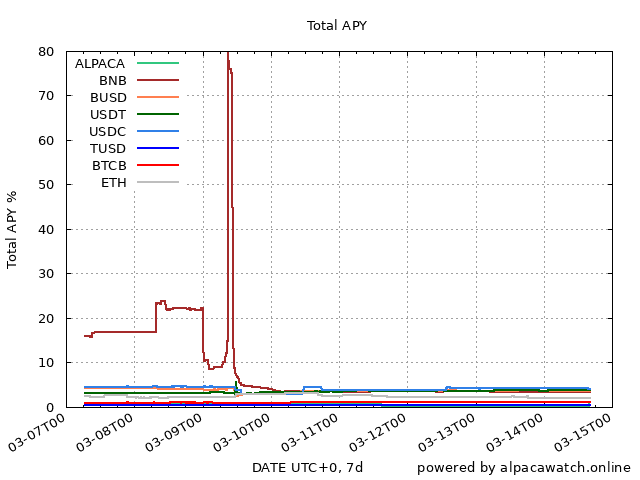 Total APY
80
70
60
50
40
30
20
10
0
Total APY %
ALPACA
BNB
BUSD
USDT
USDC
TUSD
BTCB
ETH
03-07T00
03-08T00
03-09T00
03-10T00
03-11T00
03-12T00
03-13T00
03-14T00
03-15T00
DATE UTC+0, 7d
powered by alpacawatch.online